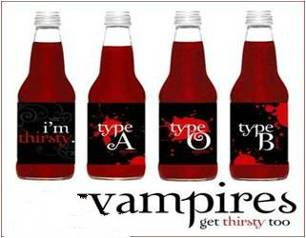 i'm
thirsty.
type
A
type
O
type
B
vampires
get thirsty too